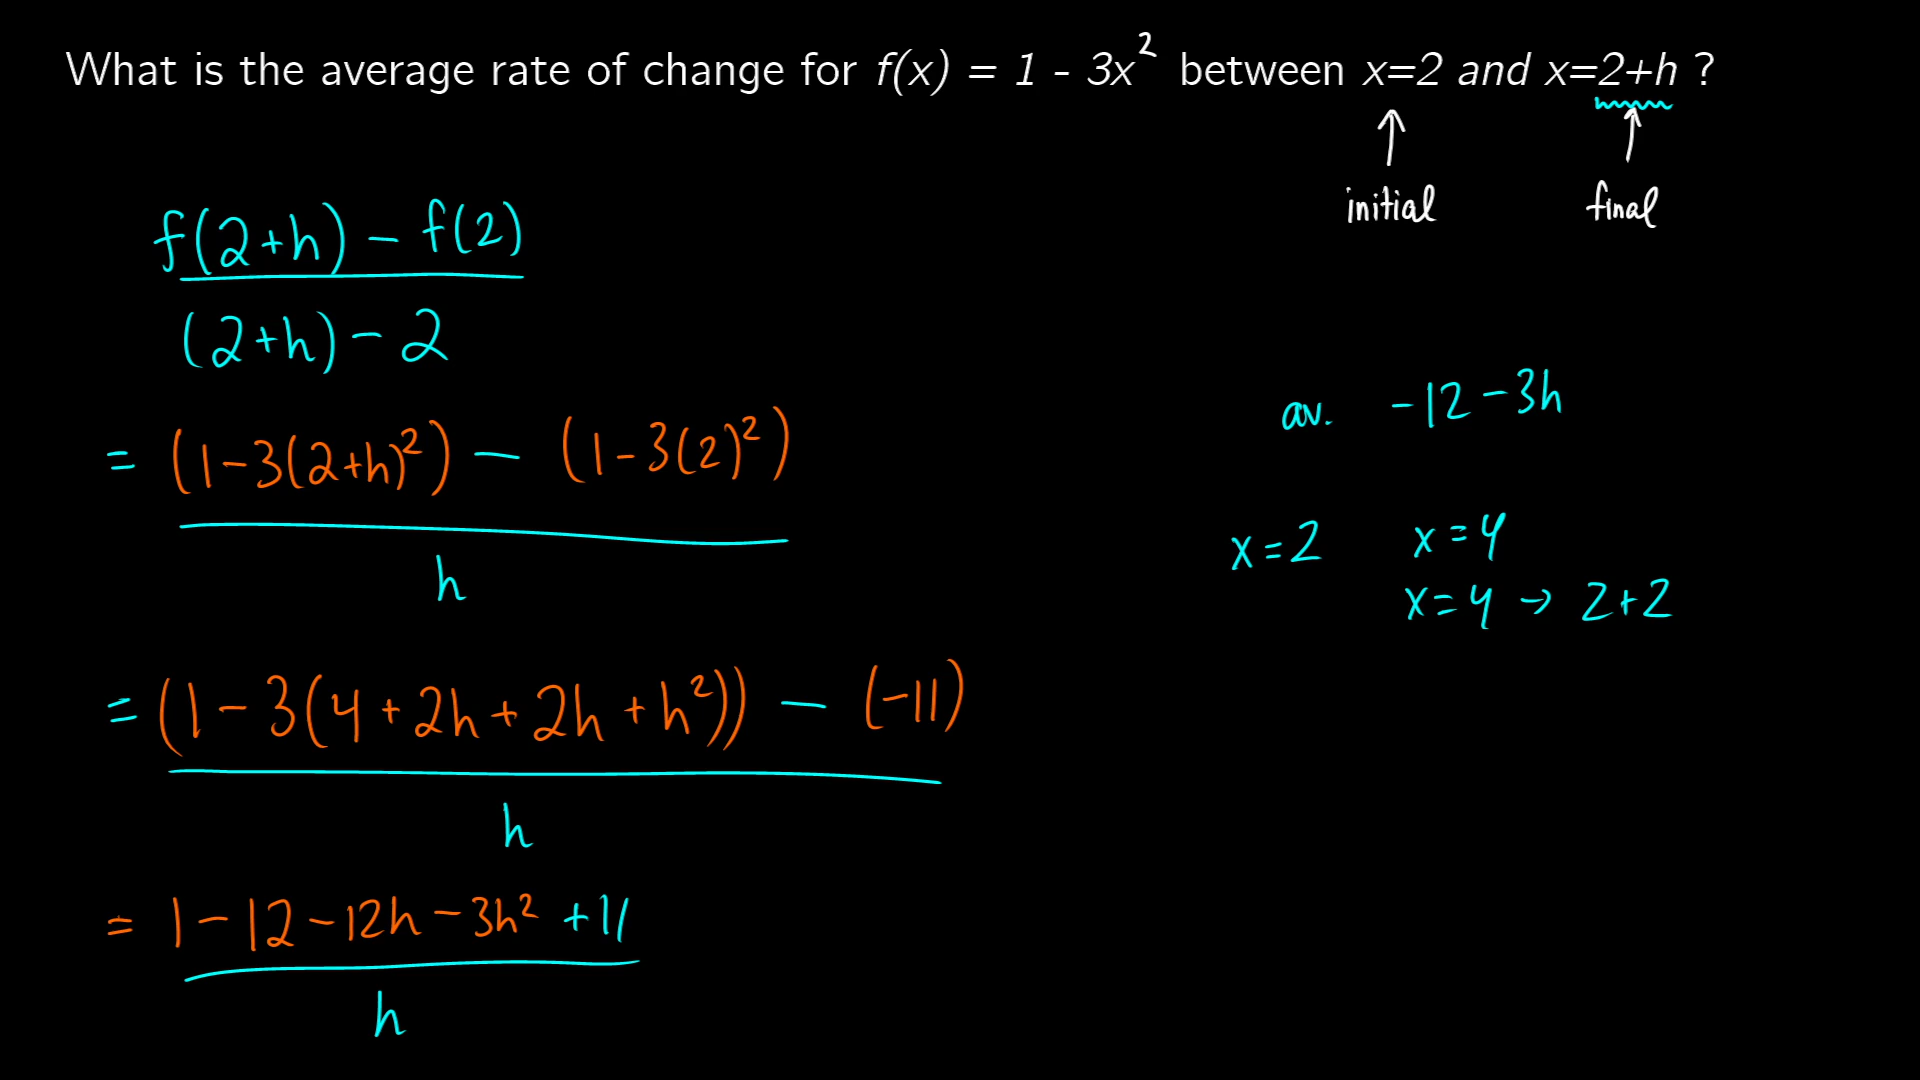 What is the average rate of change for f(x) = 1 - 3x² between x=2 and x=2+h ?
initial final
f(2+h) - f(2)
(2+h) - 2
= (1-3(2+h)²) - (1-3(2)²)
h
= (1-3(4+2h+2h+h²)) - (-11)
h
= 1-12-12h-3h² +11
h
av. -12-3h
x=2 x=4
x=4 → 2+2